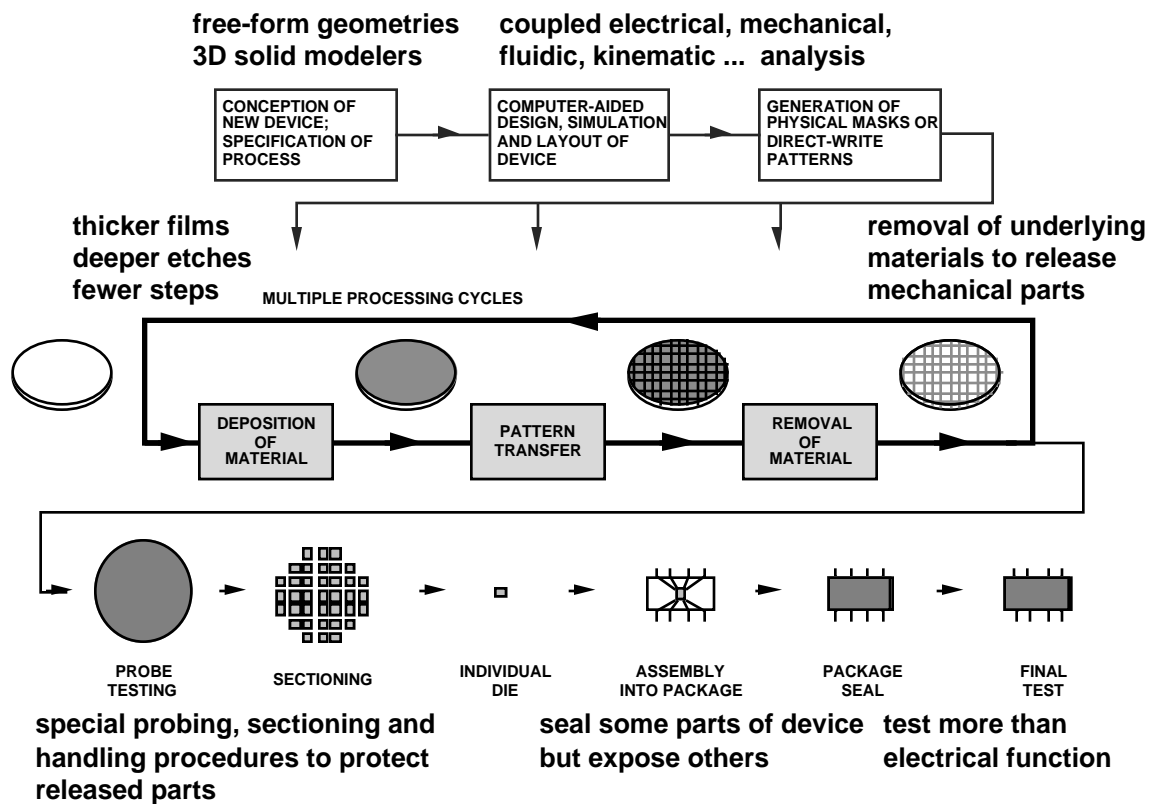 free-form geometries
3D solid modelers
coupled electrical, mechanical,
fluidic, kinematic ... analysis
CONCEPTION OF
NEW DEVICE;
SPECIFICATION OF
PROCESS
COMPUTER-AIDED
DESIGN, SIMULATION
AND LAYOUT OF
DEVICE
GENERATION OF
PHYSICAL MASKS OR
DIRECT-WRITE
PATTERNS
thicker films
deeper etches
fewer steps
removal of underlying
materials to release
mechanical parts
MULTIPLE PROCESSING CYCLES
DEPOSITION
OF
MATERIAL
PATTERN
TRANSFER
REMOVAL
OF
MATERIAL
PROBE
TESTING
SECTIONING
INDIVIDUAL
DIE
ASSEMBLY
INTO PACKAGE
PACKAGE
SEAL
FINAL
TEST
special probing, sectioning and
handling procedures to protect
released parts
seal some parts of device
but expose others
test more than
electrical function